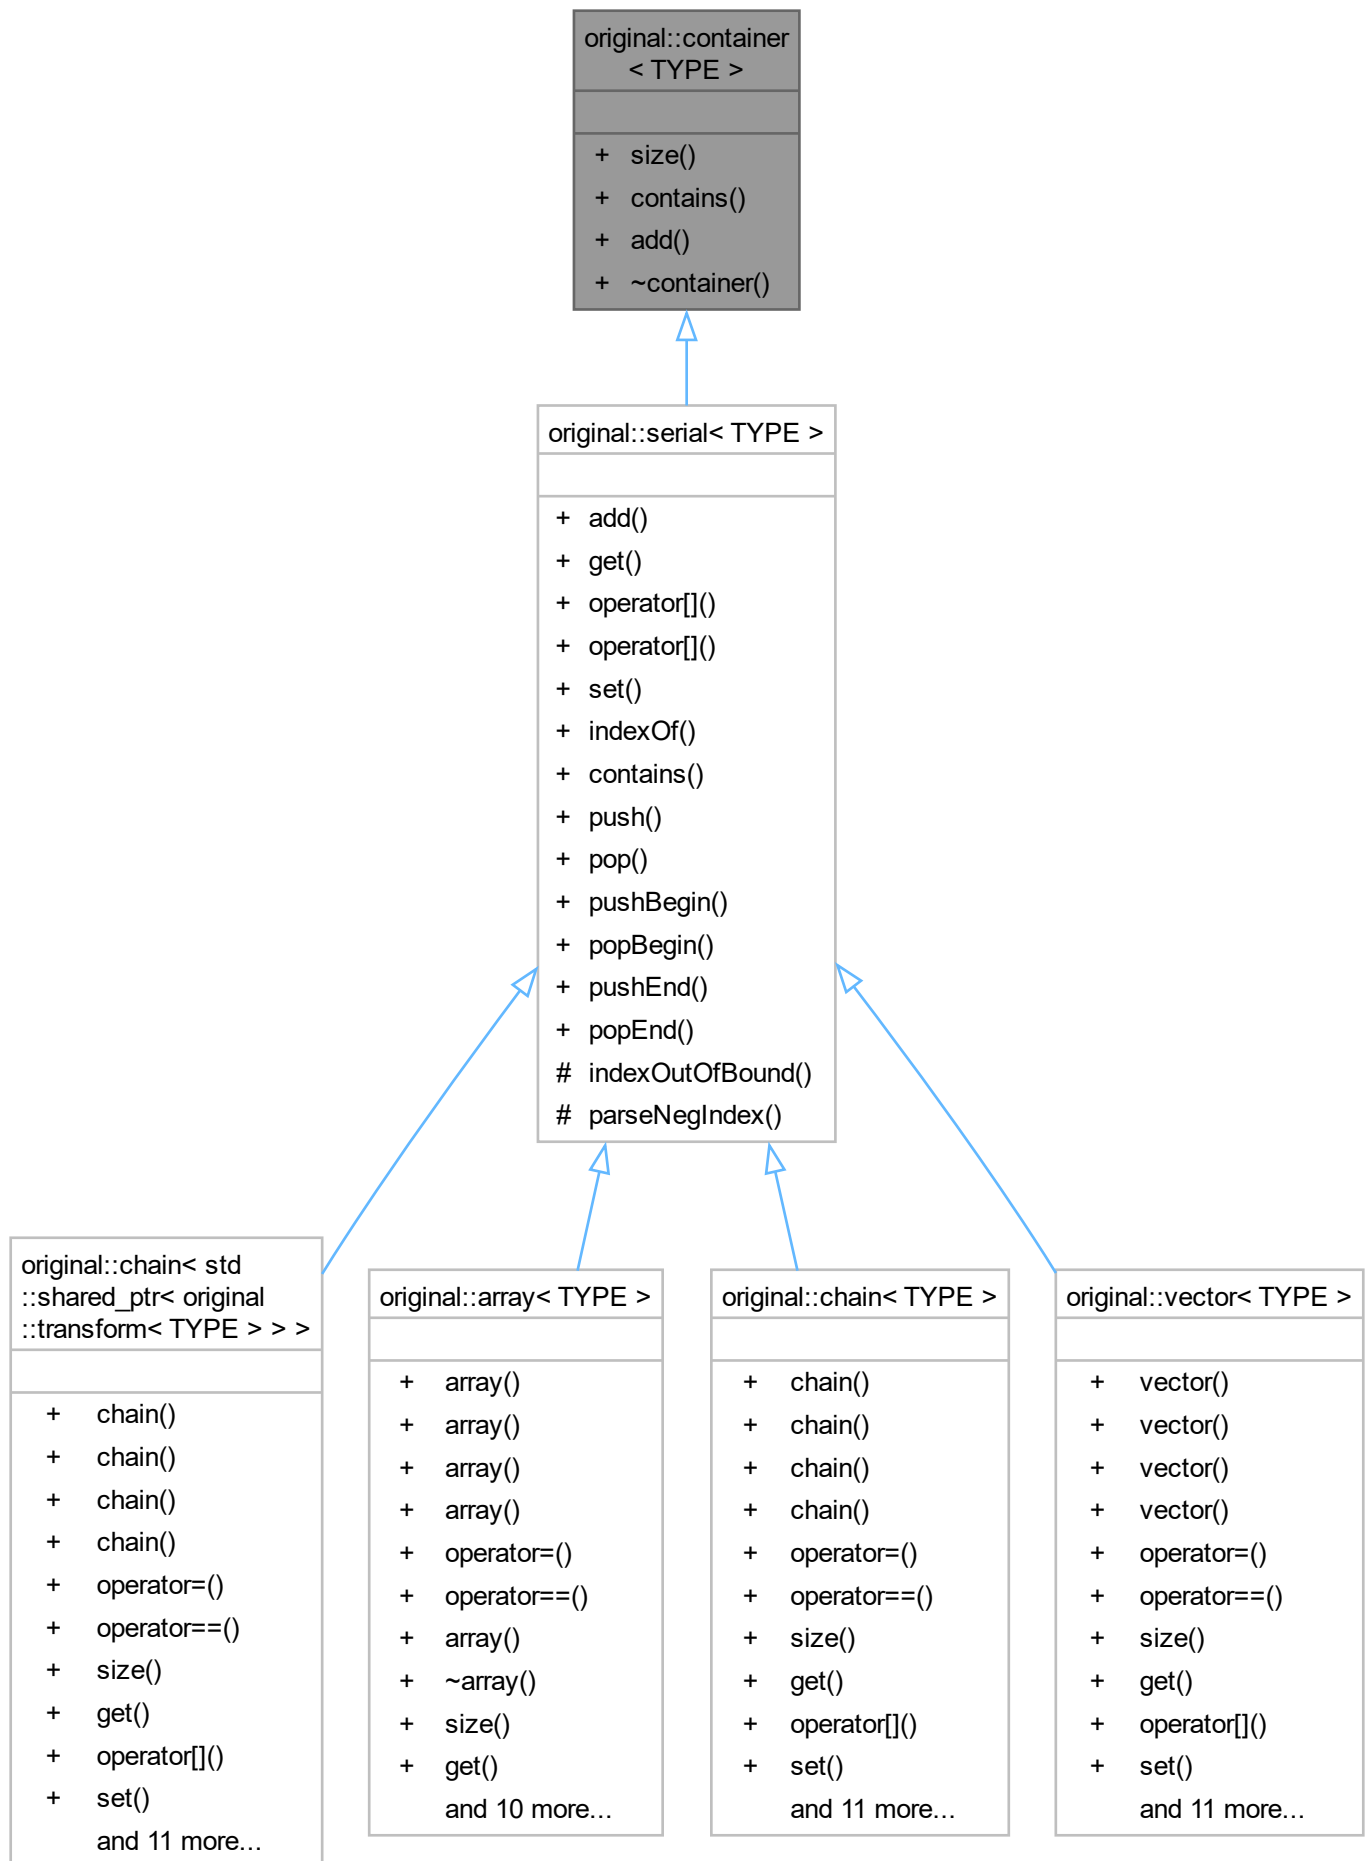 original::container
< TYPE >
+ size()
+ contains()
+ add()
+ ~container()
original::serial< TYPE >
+ add()
+ get()
+ operator[]()
+ operator[]()
+ set()
+ indexOf()
+ contains()
+ push()
+ pop()
+ pushBegin()
+ popBegin()
+ pushEnd()
+ popEnd()
# indexOutOfBound()
# parseNegIndex()
original::chain< std
::shared_ptr< original
::transform< TYPE > > >
+ chain()
+ chain()
+ chain()
+ chain()
+ operator=()
+ operator==()
+ size()
+ get()
+ operator[]()
+ set()
and 11 more...
original::array< TYPE >
+ array()
+ array()
+ array()
+ array()
+ operator=()
+ operator==()
+ array()
+ ~array()
+ size()
+ get()
and 10 more...
original::chain< TYPE >
+ chain()
+ chain()
+ chain()
+ chain()
+ operator=()
+ operator==()
+ size()
+ get()
+ operator[]()
+ set()
and 11 more...
original::vector< TYPE >
+ vector()
+ vector()
+ vector()
+ vector()
+ operator=()
+ operator==()
+ size()
+ get()
+ operator[]()
+ set()
and 11 more...